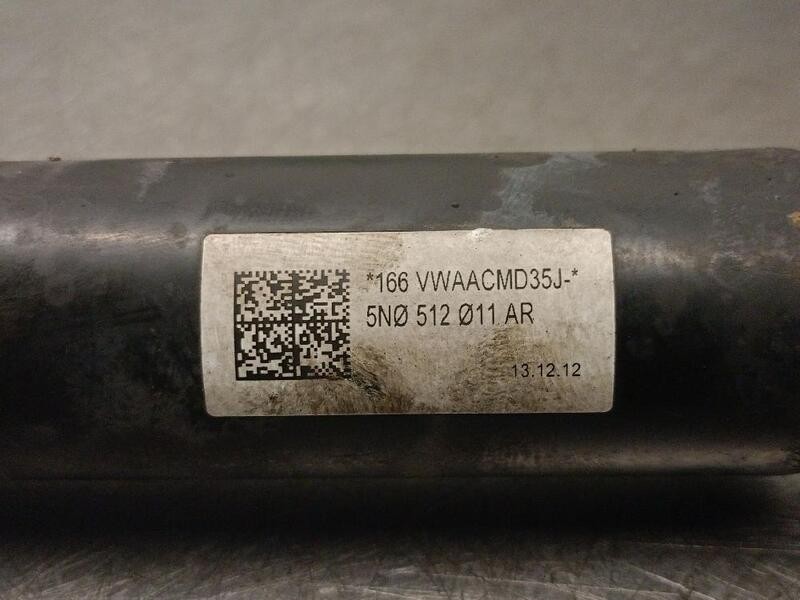 *166 VWAACMD35J-*
5NØ 512 Ø11 AR
13.12.12